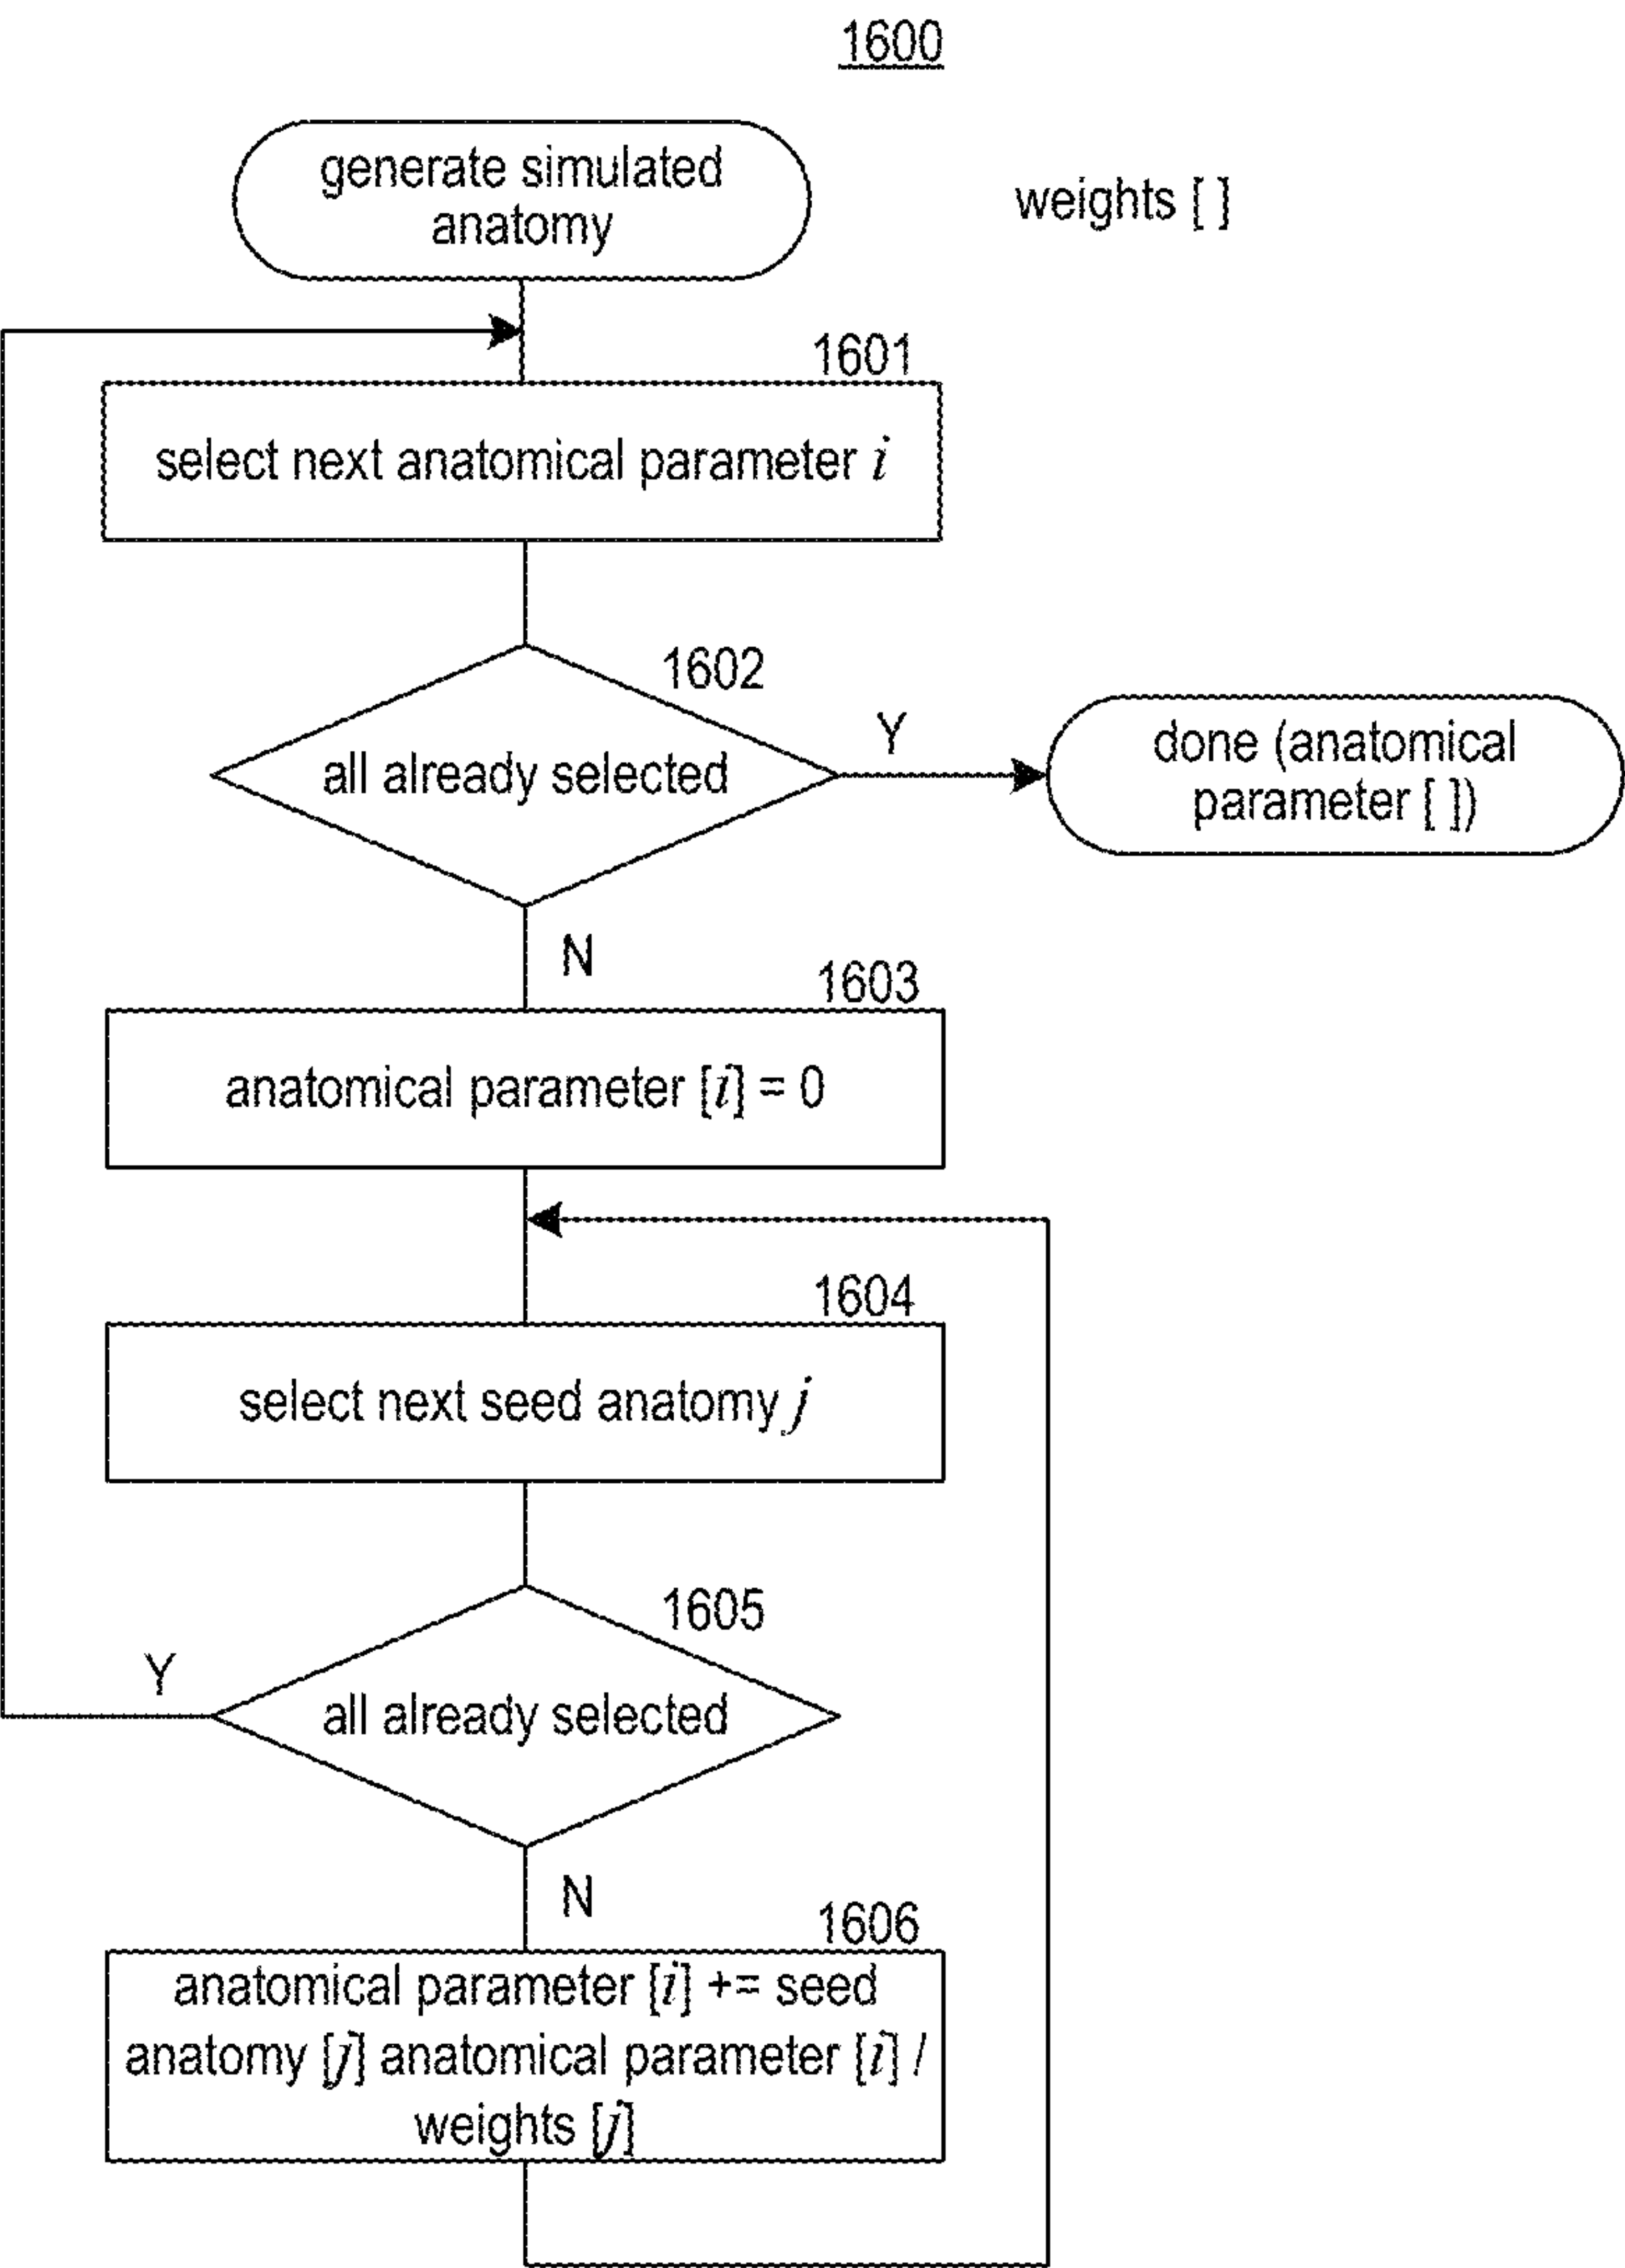 1600
generate simulated
anatomy
weights [ ]
1601
select next anatomical parameter i
1602
all already selected
Y
done (anatomical
parameter [ ])
N
1603
anatomical parameter [i] = 0
1604
select next seed anatomy j
1605
Y
all already selected
N
1606
anatomical parameter [i] += seed
anatomy [j] anatomical parameter [i] /
weights [j]